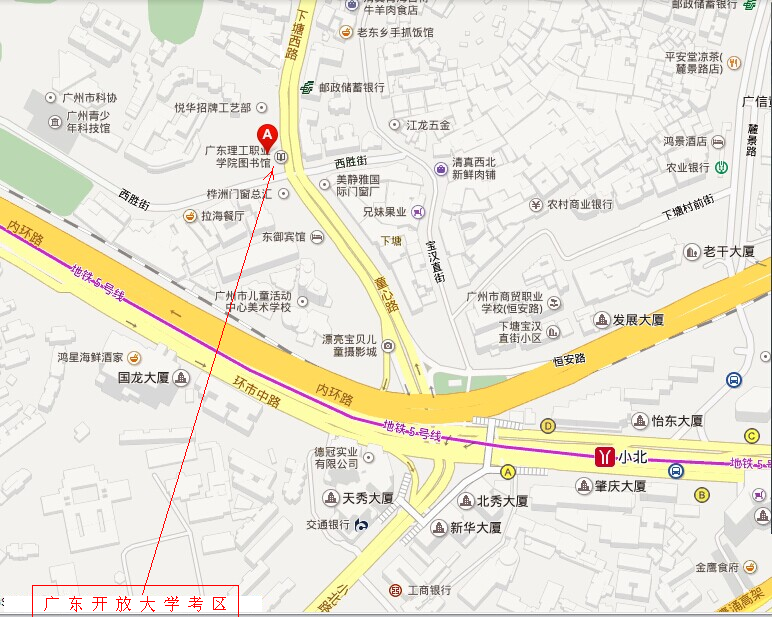 下塘西路
牛羊肉食店
老东乡手抓饭馆
邮政储蓄银行
平安堂凉茶(
麓景路店)
广州市科协
广州青少
年科技馆
悦华招牌工艺部
邮政储蓄银行
江龙五金
麓景路
鸿景酒店
农业银行
A
广东理工职业
学院图书馆
西胜街
清真西北
新鲜肉铺
西胜街
桦洲门窗总汇
美静雅国
际门窗厂
拉海餐厅
兄妹果业
农村商业银行
下塘村前街
内环路
东御宾馆
下塘
宝汉直街
老干大厦
地铁5号线
童心路
广州市儿童活动
中心美术学校
广州市商贸职业
学校(恒安路)
发展大厦
下塘宝汉
直街小区
漂亮宝贝儿
童摄影城
恒安路
鸿星海鲜酒家
国龙大厦
环市中路
内环路
地铁5号线
D
怡东大厦
C
德冠实业
有限公司
小北
地铁5号
A
天秀大厦
北秀大厦
肇庆大厦
B
交通银行
新华大厦
金鹰食府
小北路
工商银行
广东开放大学考区